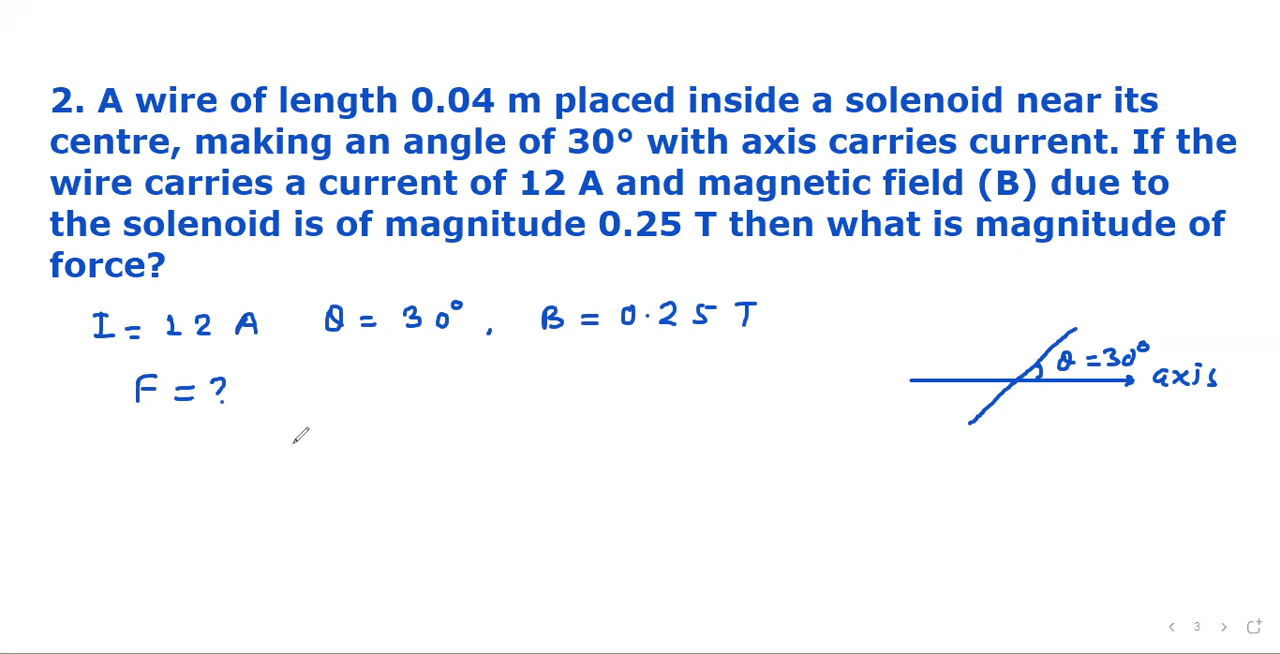 2. A wire of length 0.04 m placed inside a solenoid near its
centre, making an angle of 30° with axis carries current. If the
wire carries a current of 12 A and magnetic field (B) due to
the solenoid is of magnitude 0.25 T then what is magnitude of
force?
I = 12 A θ = 30°, B = 0.25 T
θ = 30°
axis
F = ?
3